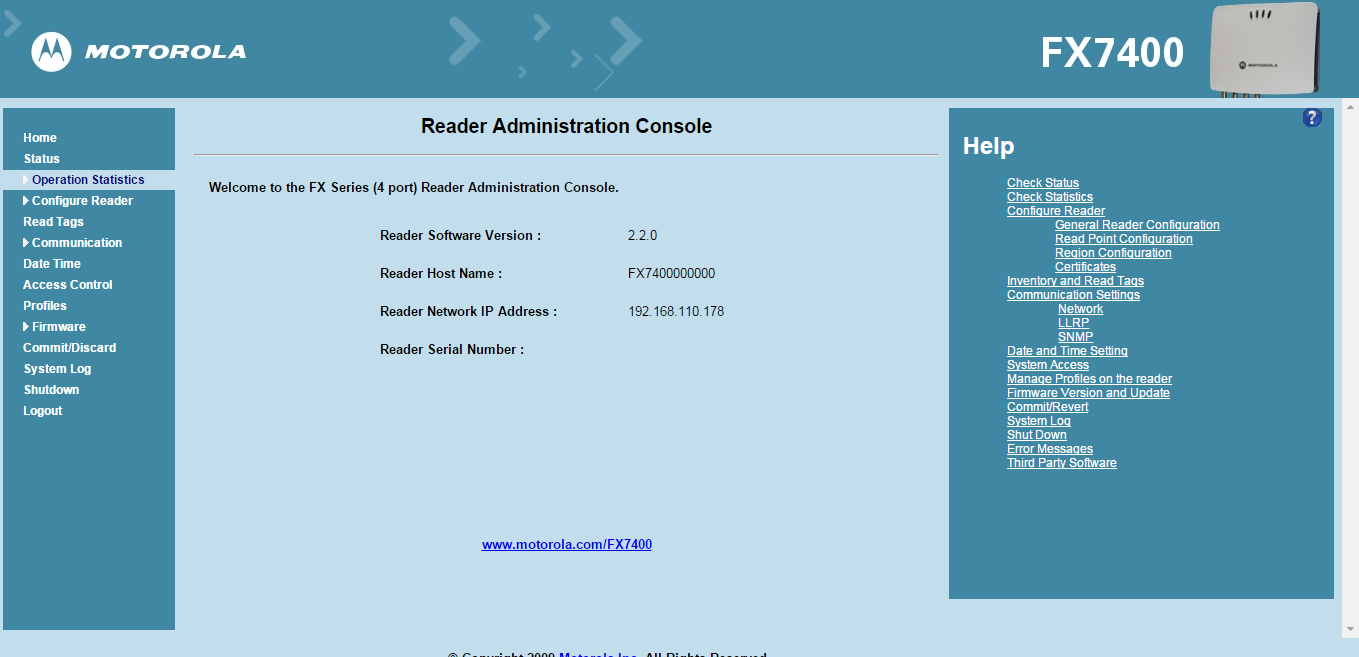 MOTOROLA
FX7400
MOTOROLA
Home
Status
Operation Statistics
Configure Reader
Read Tags
Communication
Date Time
Access Control
Profiles
Firmware
Commit/Discard
System Log
Shutdown
Logout
Reader Administration Console
Welcome to the FX Series (4 port) Reader Administration Console.
Reader Software Version : 2.2.0
Reader Host Name : FX7400000000
Reader Network IP Address : 192.168.110.178
Reader Serial Number :
www.motorola.com/FX7400
?
Help
Check Status
Check Statistics
Configure Reader
General Reader Configuration
Read Point Configuration
Region Configuration
Certificates
Inventory and Read Tags
Communication Settings
Network
LLRP
SNMP
Date and Time Setting
System Access
Manage Profiles on the reader
Firmware Version and Update
Commit/Revert
System Log
Shut Down
Error Messages
Third Party Software
© Copyright 2009 Motorola Inc. All Rights Reserved